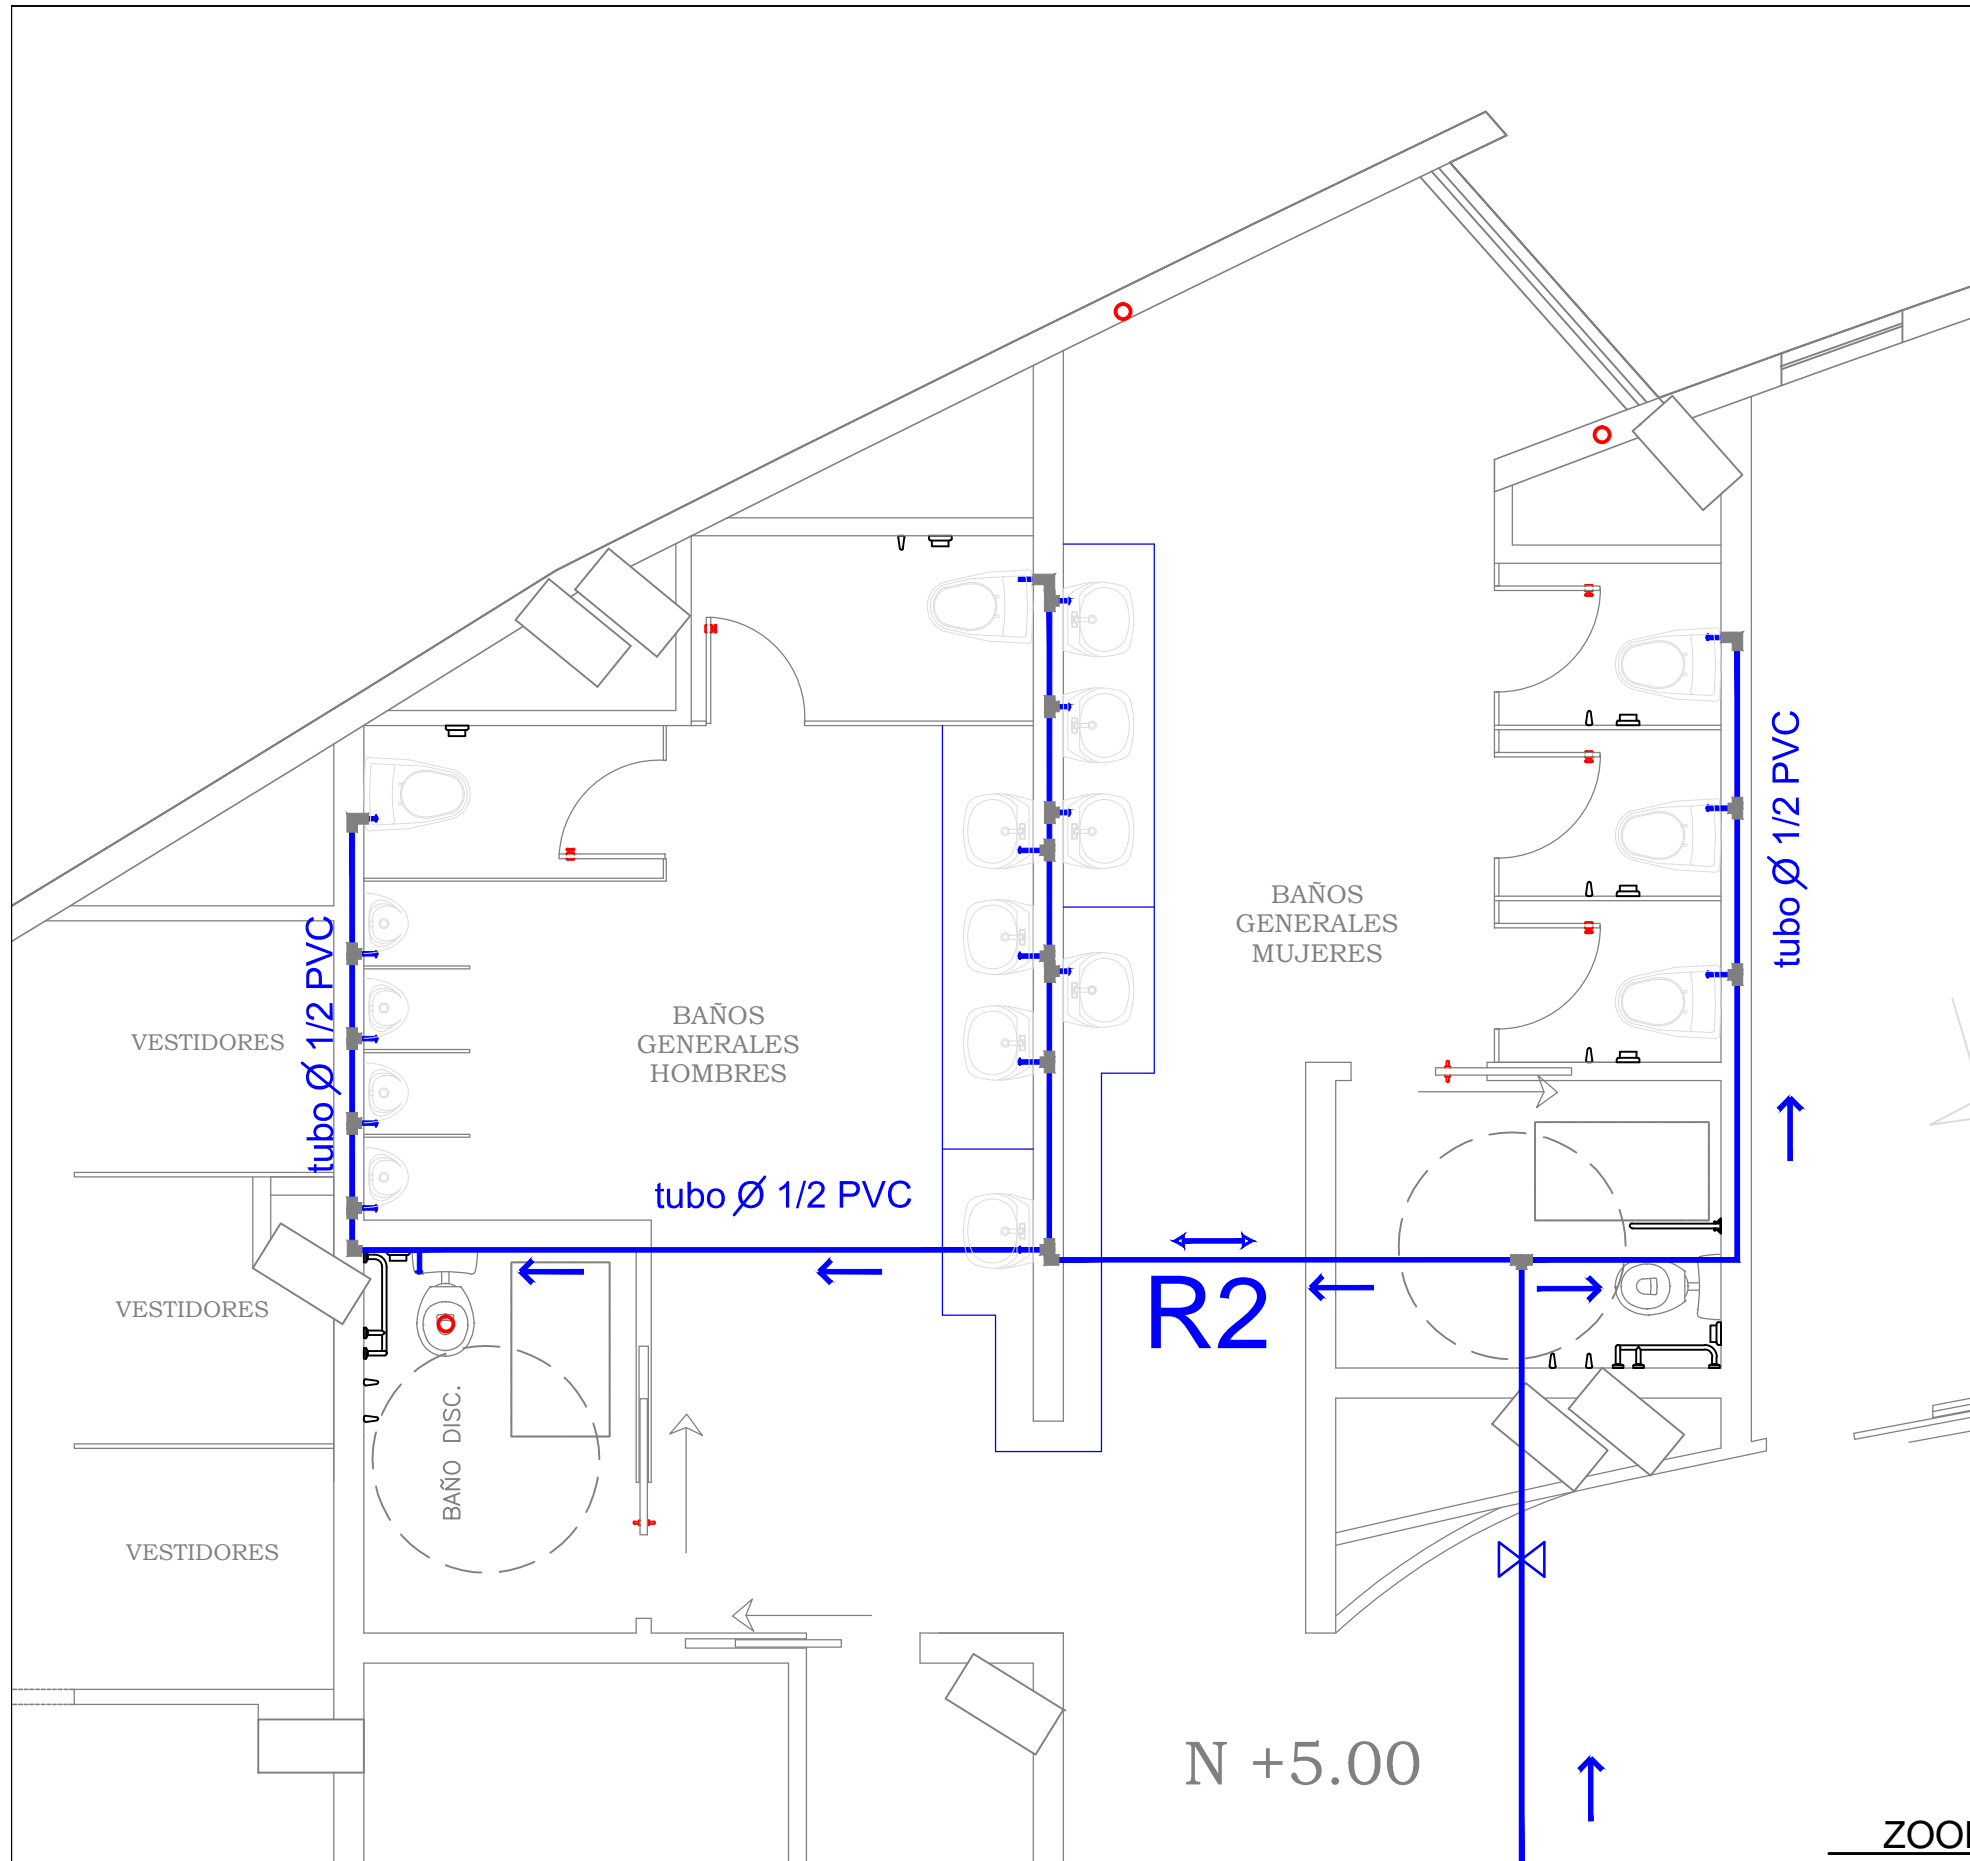 tubo Ø 1/2 PVC
BAÑOS
GENERALES
MUJERES
tubo Ø 1/2 PVC
VESTIDORES
BAÑOS
GENERALES
HOMBRES
tubo Ø 1/2 PVC
R2
VESTIDORES
BAÑO DISC.
VESTIDORES
N +5.00